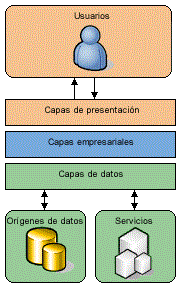 Usuarios
Capas de presentación
Capas empresariales
Capas de datos
Orígenes de datos
Servicios